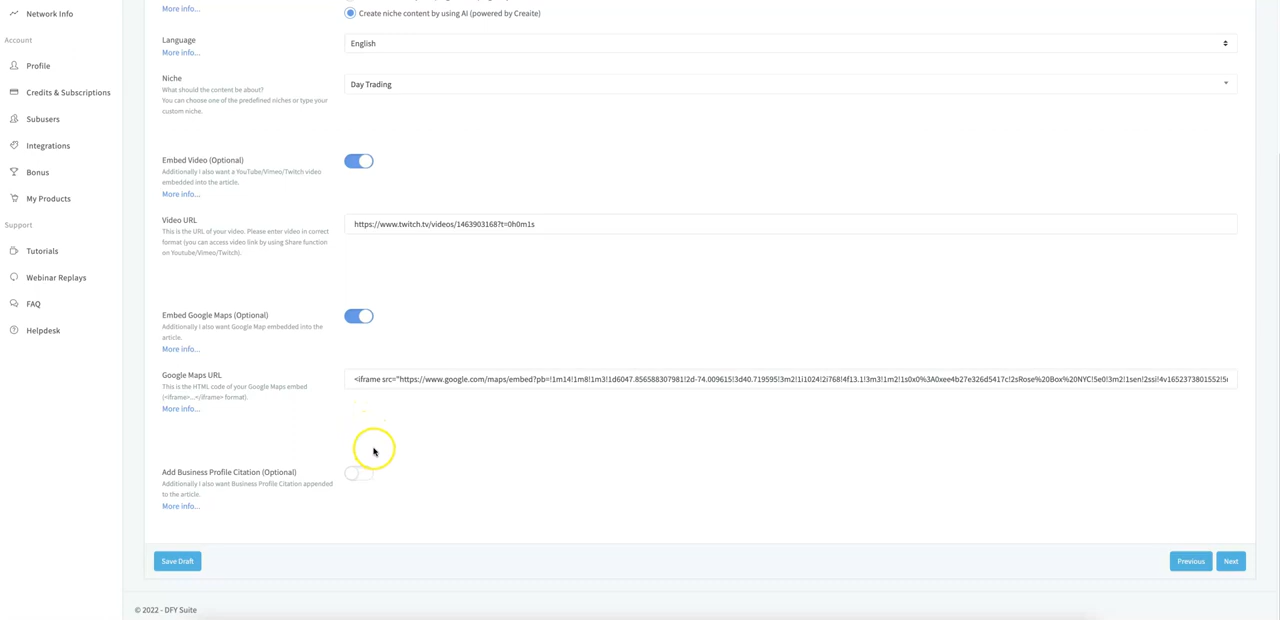 Network Info
Account
Profile
Credits & Subscriptions
Subusers
Integrations
Bonus
My Products
Support
Tutorials
Webinar Replays
FAQ
Helpdesk
More info...
Create niche content by using AI (powered by Creaite)
Language
More info...
English
Niche
What should the content be about?
You can choose one of the predefined niches or type your
custom niche.
Day Trading
Embed Video (Optional)
Additionally I also want a YouTube/Vimeo/Twitch video
embedded into the article.
More info...
Video URL
This is the URL of your video. Please enter video in correct
format (you can access video link by using Share function
on Youtube/Vimeo/Twitch).
https://www.twitch.tv/videos/1463903168?t=0h0m1s
Embed Google Maps (Optional)
Additionally I also want Google Map embedded into the
article.
More info...
Google Maps URL
This is the HTML code of your Google Maps embed
(<iframe>...</iframe> format).
More info...
<iframe src="https://www.google.com/maps/embed?pb=!1m14!1m8!1m3!1d6047.856588307981!2d-74.009615!3d40.719595!3m2!1i1024!2i768!4f13.1!3m3!1m2!1s0x0%3A0xee4b27e326d5417c!2sRose%20Box%20NYC!5e0!3m2!1sen!2ssi!4v1652373801552!5m
Add Business Profile Citation (Optional)
Additionally I also want Business Profile Citation appended
to the article.
More info...
Save Draft
Previous
Next
© 2022 - DFY Suite